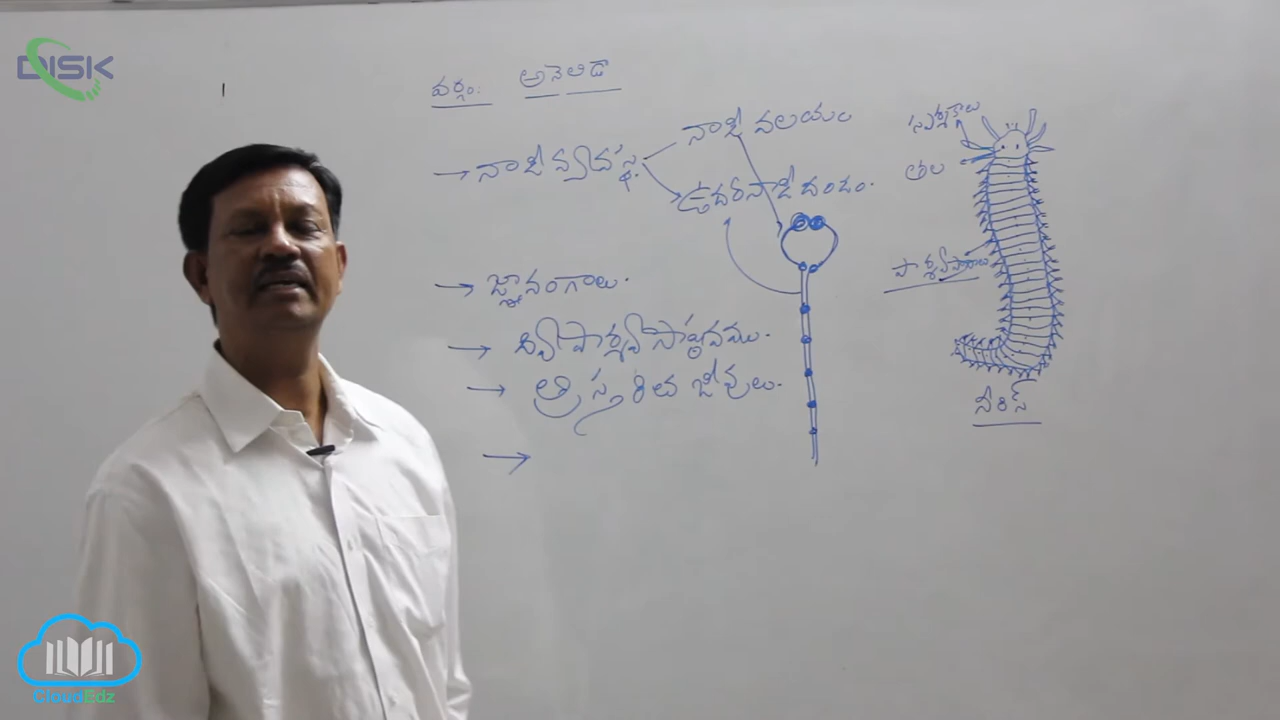 DISK
వర్గం: అనెలిడా
→ నాడీ వ్యవస్థ
నాడీ వలయం
ఉదరనాడీ దండం.
→ జ్ఞానాంగాలు.
→ ద్వి పార్శ్వ సౌష్ఠవము.
→ త్రిస్తరిత జీవులు.
→
స్పర్శకాలు
తల
పార్శ్వపాదాలు
నీరిస్
CloudEdz